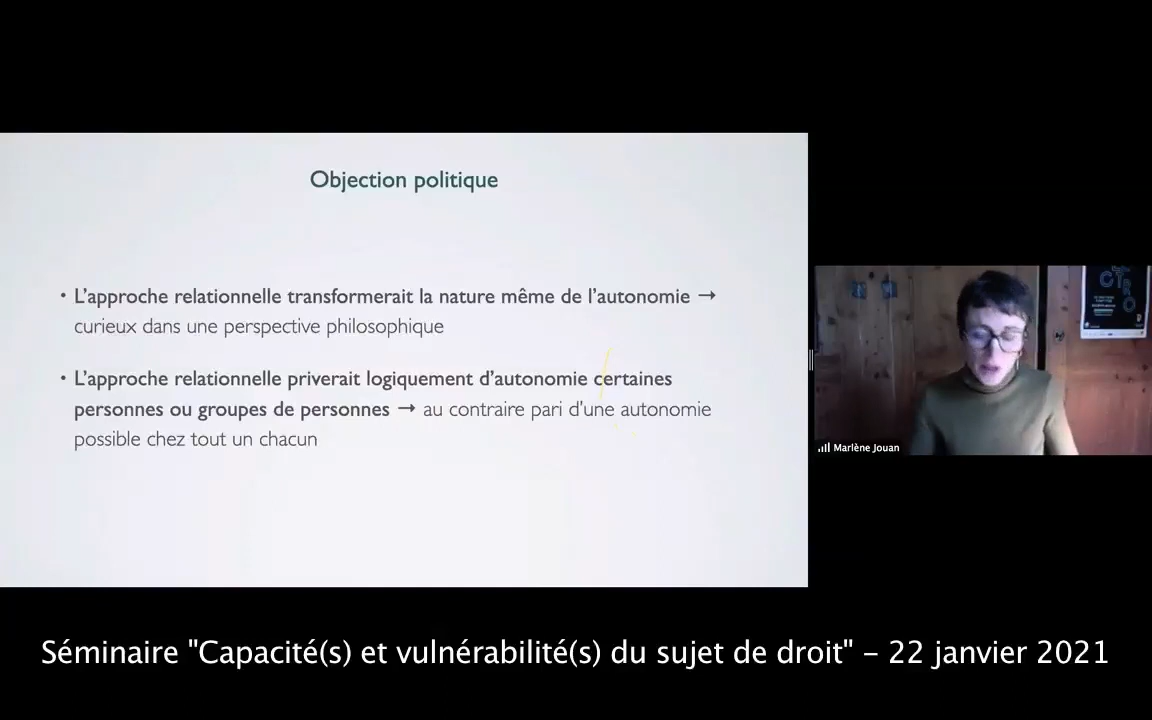 Objection politique
• L'approche relationnelle transformerait la nature même de l'autonomie →
curieux dans une perspective philosophique
• L'approche relationnelle priverait logiquement d'autonomie certaines
personnes ou groupes de personnes → au contraire pari d'une autonomie
possible chez tout un chacun
CTRO
Marlène Jouan
Séminaire "Capacité(s) et vulnérabilité(s) du sujet de droit" – 22 janvier 2021